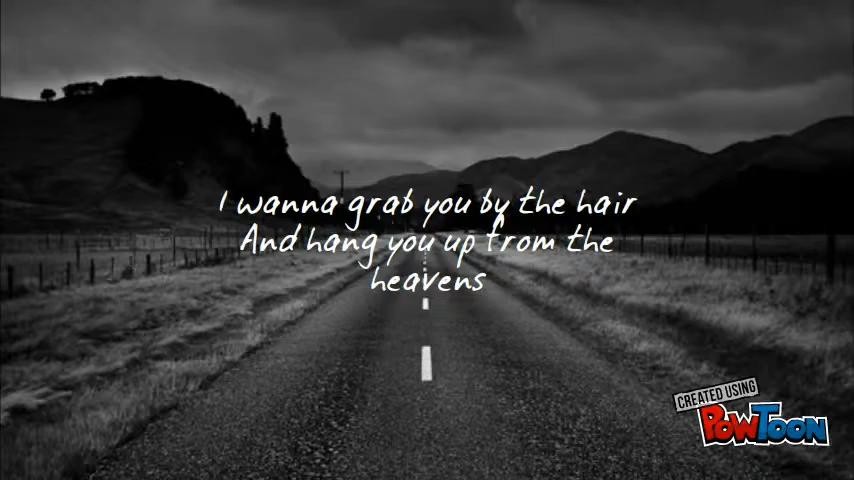 I wanna grab you by the hair
And hang you up from the
heavens
CREATED USING
POWTOON